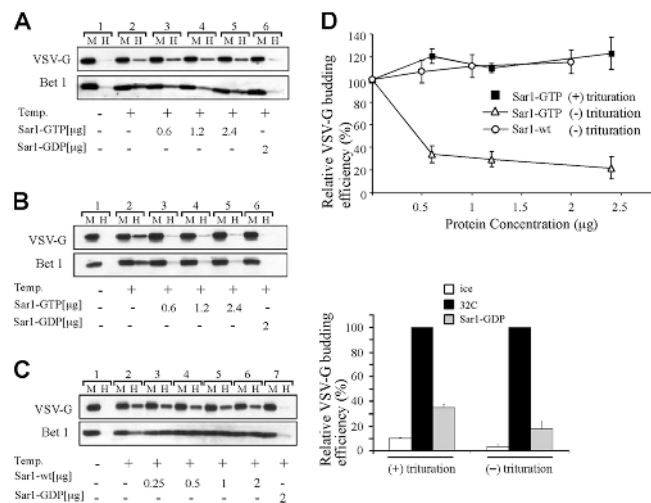 A
1 2 3 4 5 6
M H M H M H M H M H M H
VSV-G
Bet 1
Temp. - + + + + +
Sar1-GTP[µg] - - 0.6 1.2 2.4 -
Sar1-GDP[µg] - - - - - 2
B
1 2 3 4 5 6
M H M H M H M H M H M H
VSV-G
Bet 1
Temp. - + + + + +
Sar1-GTP[µg] - - 0.6 1.2 2.4 -
Sar1-GDP[µg] - - - - - 2
C
1 2 3 4 5 6 7
M H M H M H M H M H M H M H
VSV-G
Bet 1
Temp. - + + + + + +
Sar1-wt[µg] - - 0.25 0.5 1 2 -
Sar1-GDP[µg] - - - - - - 2
D
Relative VSV-G budding
efficiency (%)
140
120
100
80
60
40
20
0
Sar1-GTP (+) trituration
Sar1-GTP (-) trituration
Sar1-wt (-) trituration
0.5 1 1.5 2 2.5
Protein Concentration (µg)
ice
32C
Sar1-GDP
Relative VSV-G budding
efficiency (%)
100
80
60
40
20
0
(+) trituration (-) trituration